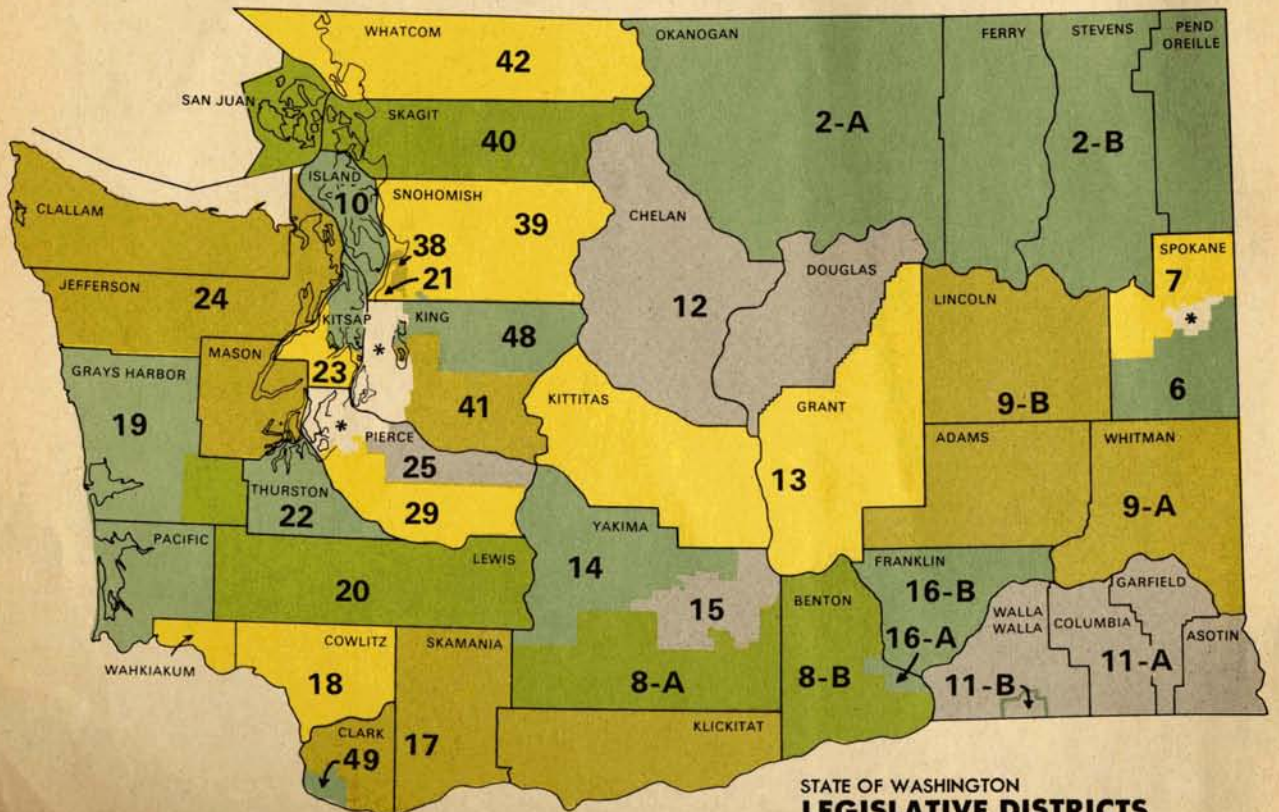 WHATCOM
42
OKANOGAN
FERRY
STEVENS
PEND
OREILLE
SAN JUAN
SKAGIT
40
2-A
2-B
ISLAND
10
SNOHOMISH
39
CLALLAM
CHELAN
38
21
SPOKANE
7
JEFFERSON
24
DOUGLAS
LINCOLN
KITSAP
KING
12
48
*
*
MASON
23
GRAYS HARBOR
KITTITAS
GRANT
6
19
41
9-B
*
PIERCE
ADAMS
WHITMAN
25
13
THURSTON
22
29
9-A
YAKIMA
PACIFIC
LEWIS
14
FRANKLIN
20
15
BENTON
16-B
GARFIELD
WALLA
WALLA
COLUMBIA
ASOTIN
COWLITZ
SKAMANIA
16-A
WAHKIAKUM
18
8-A
8-B
11-B
11-A
CLARK
17
KLICKITAT
49
STATE OF WASHINGTON
LEGISLATIVE DISTRICTS